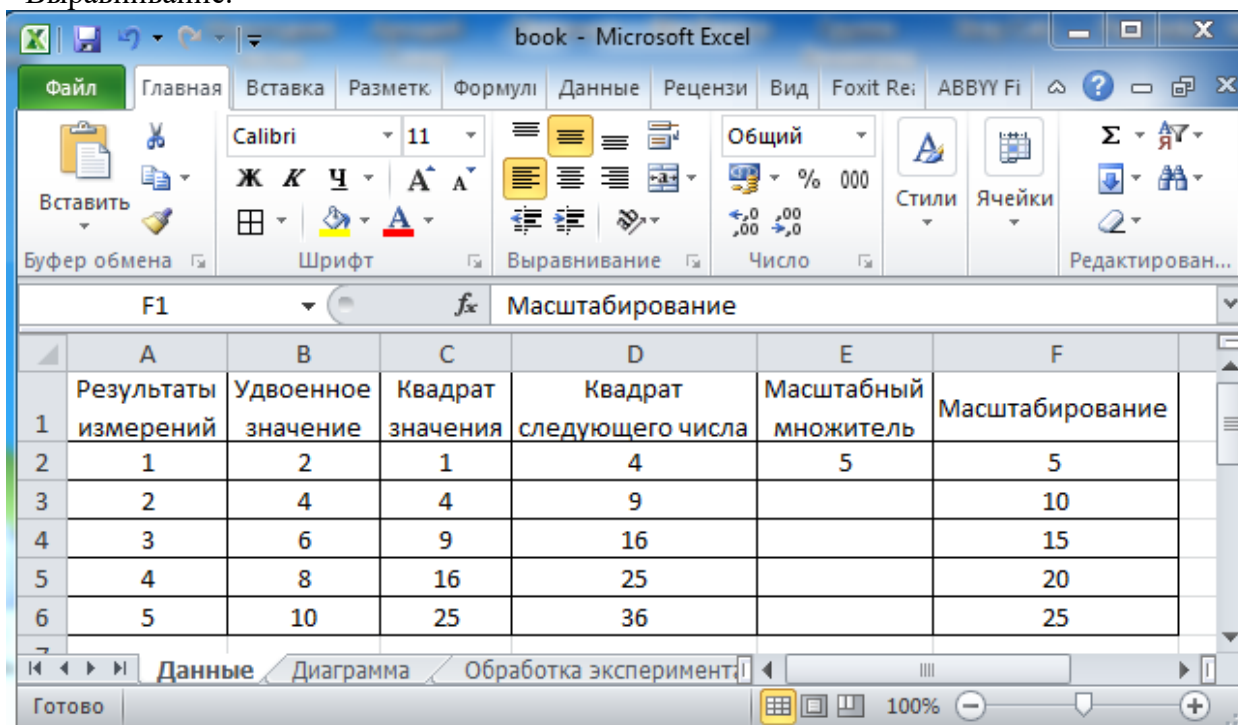 Выравнивание.
book - Microsoft Excel
Файл Главная Вставка Разметк Формулі Данные Рецензи Вид Foxit Rea ABBYY Fi
Calibri 11 Общий Σ
Ж К Ч А А % 000
Вставить Стили Ячейки
Буфер обмена Шрифт Выравнивание Число Редактирован...
F1 fx Масштабирование
A B C D E F
Результаты Удвоенное Квадрат Квадрат Масштабный Масштабирование
1 измерений значение значения следующего числа множитель
2 1 2 1 4 5 5
3 2 4 4 9 10
4 3 6 9 16 15
5 4 8 16 25 20
6 5 10 25 36 25
Данные Диаграмма Обработка эксперимента
Готово 100%